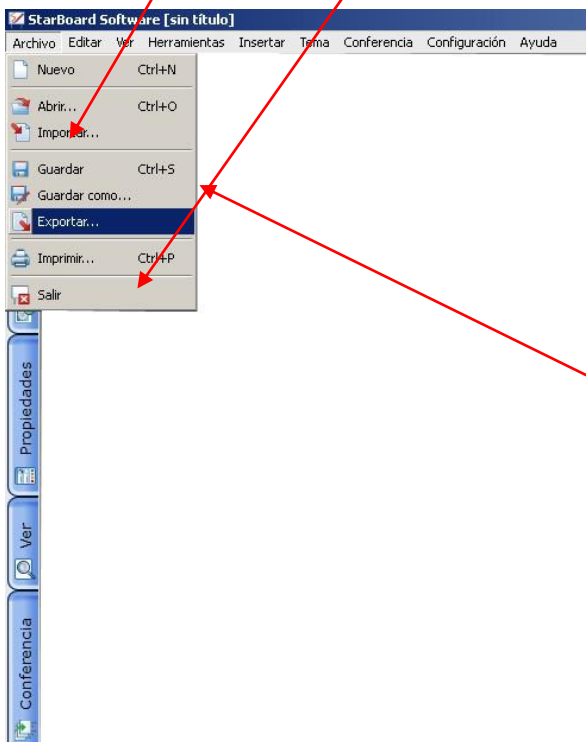 StarBoard Software [sin título]
Archivo Editar Ver Herramientas Insertar Tema Conferencia Configuración Ayuda
Nuevo Ctrl+N
Abrir... Ctrl+O
Importar...
Guardar Ctrl+S
Guardar como...
Exportar...
Imprimir... Ctrl+P
Salir
Propiedades
Ver
Conferencia